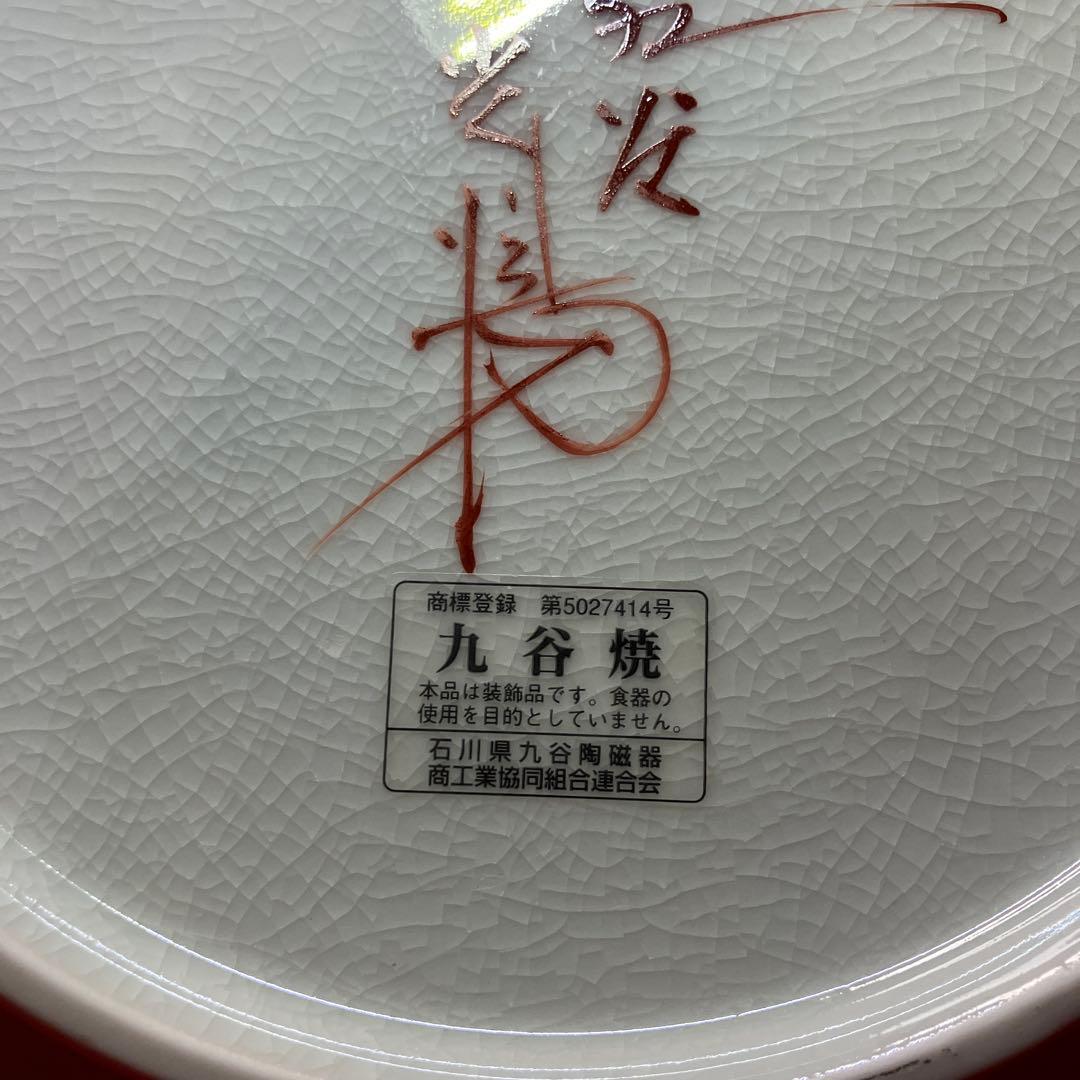 九谷
商標登録 第5027414号
九谷焼
本品は装飾品です。食器の
使用を目的としていません。
石川県九谷陶磁器
商工業協同組合連合会